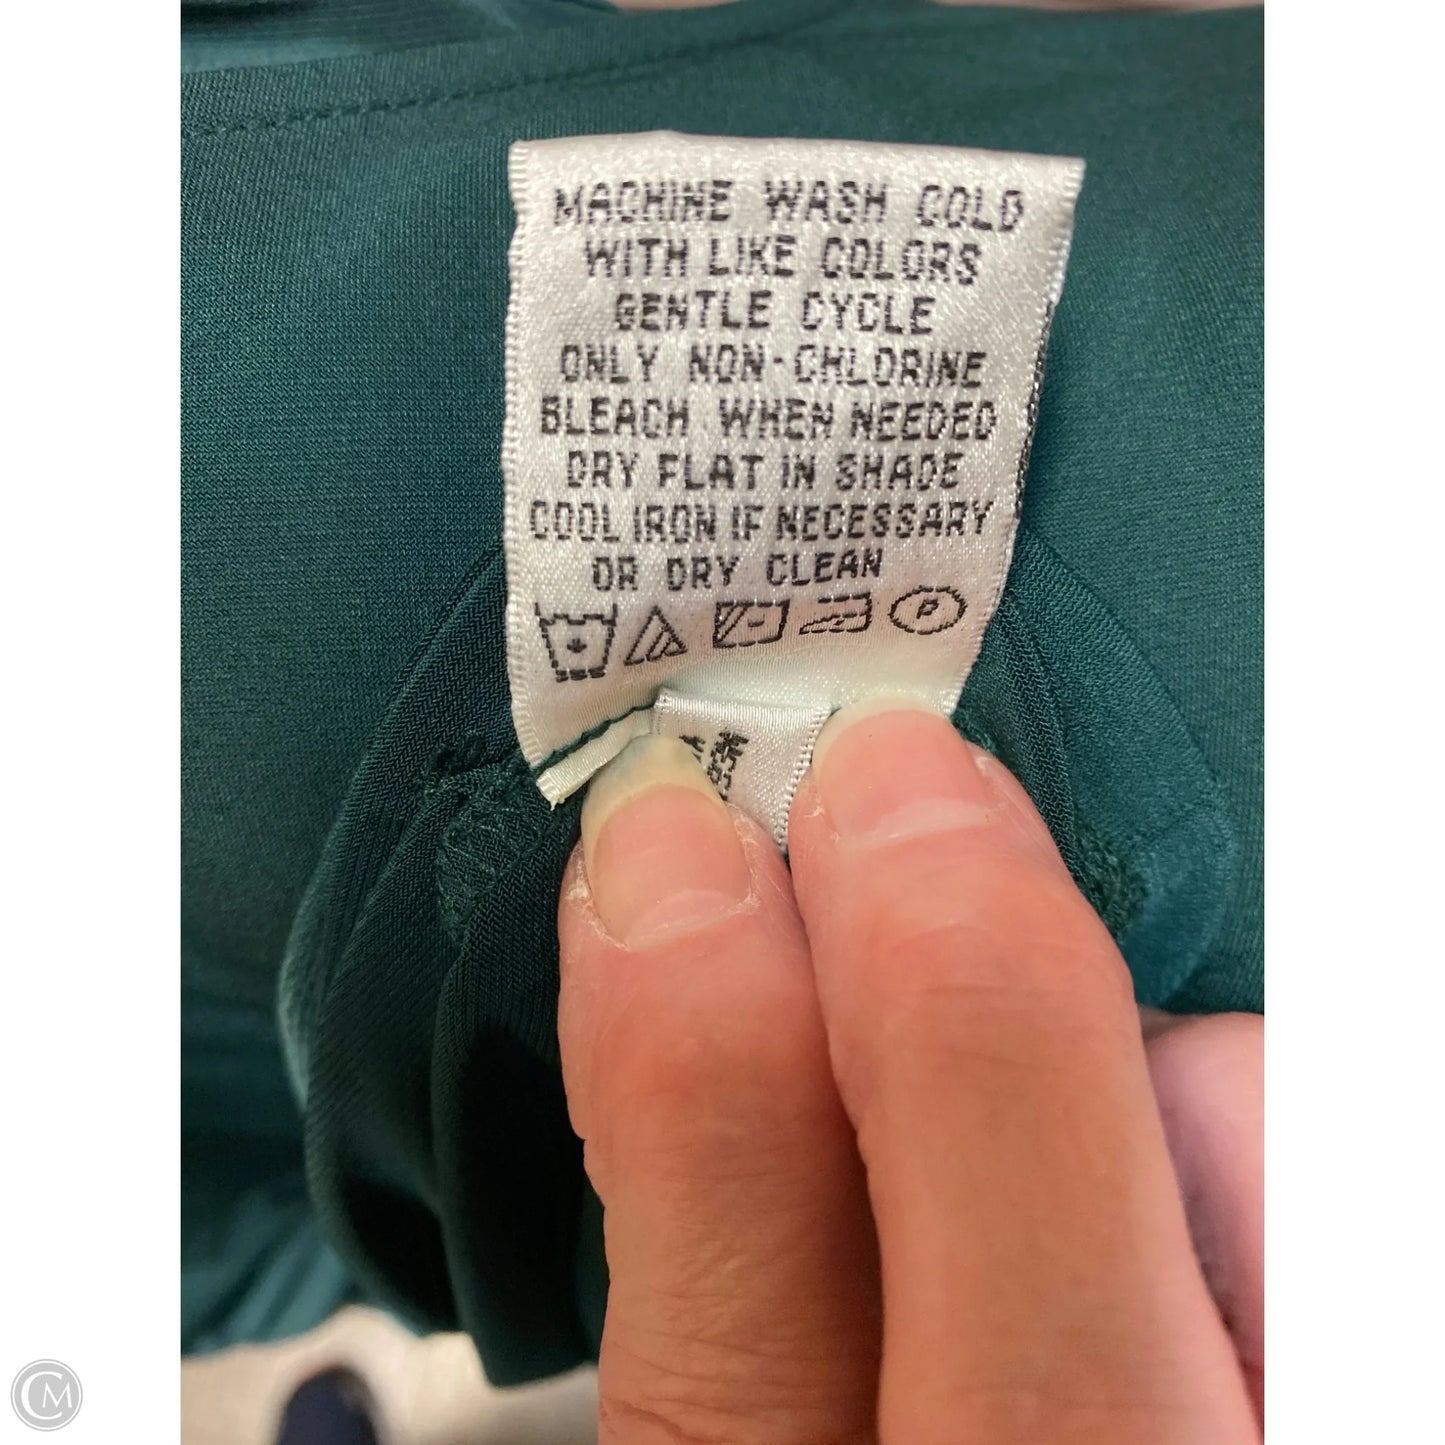 MACHINE WASH COLD
WITH LIKE COLORS
GENTLE CYCLE
ONLY NON-CHLORINE
BLEACH WHEN NEEDED
DRY FLAT IN SHADE
COOL IRON IF NECESSARY
OR DRY CLEAN
P
CM